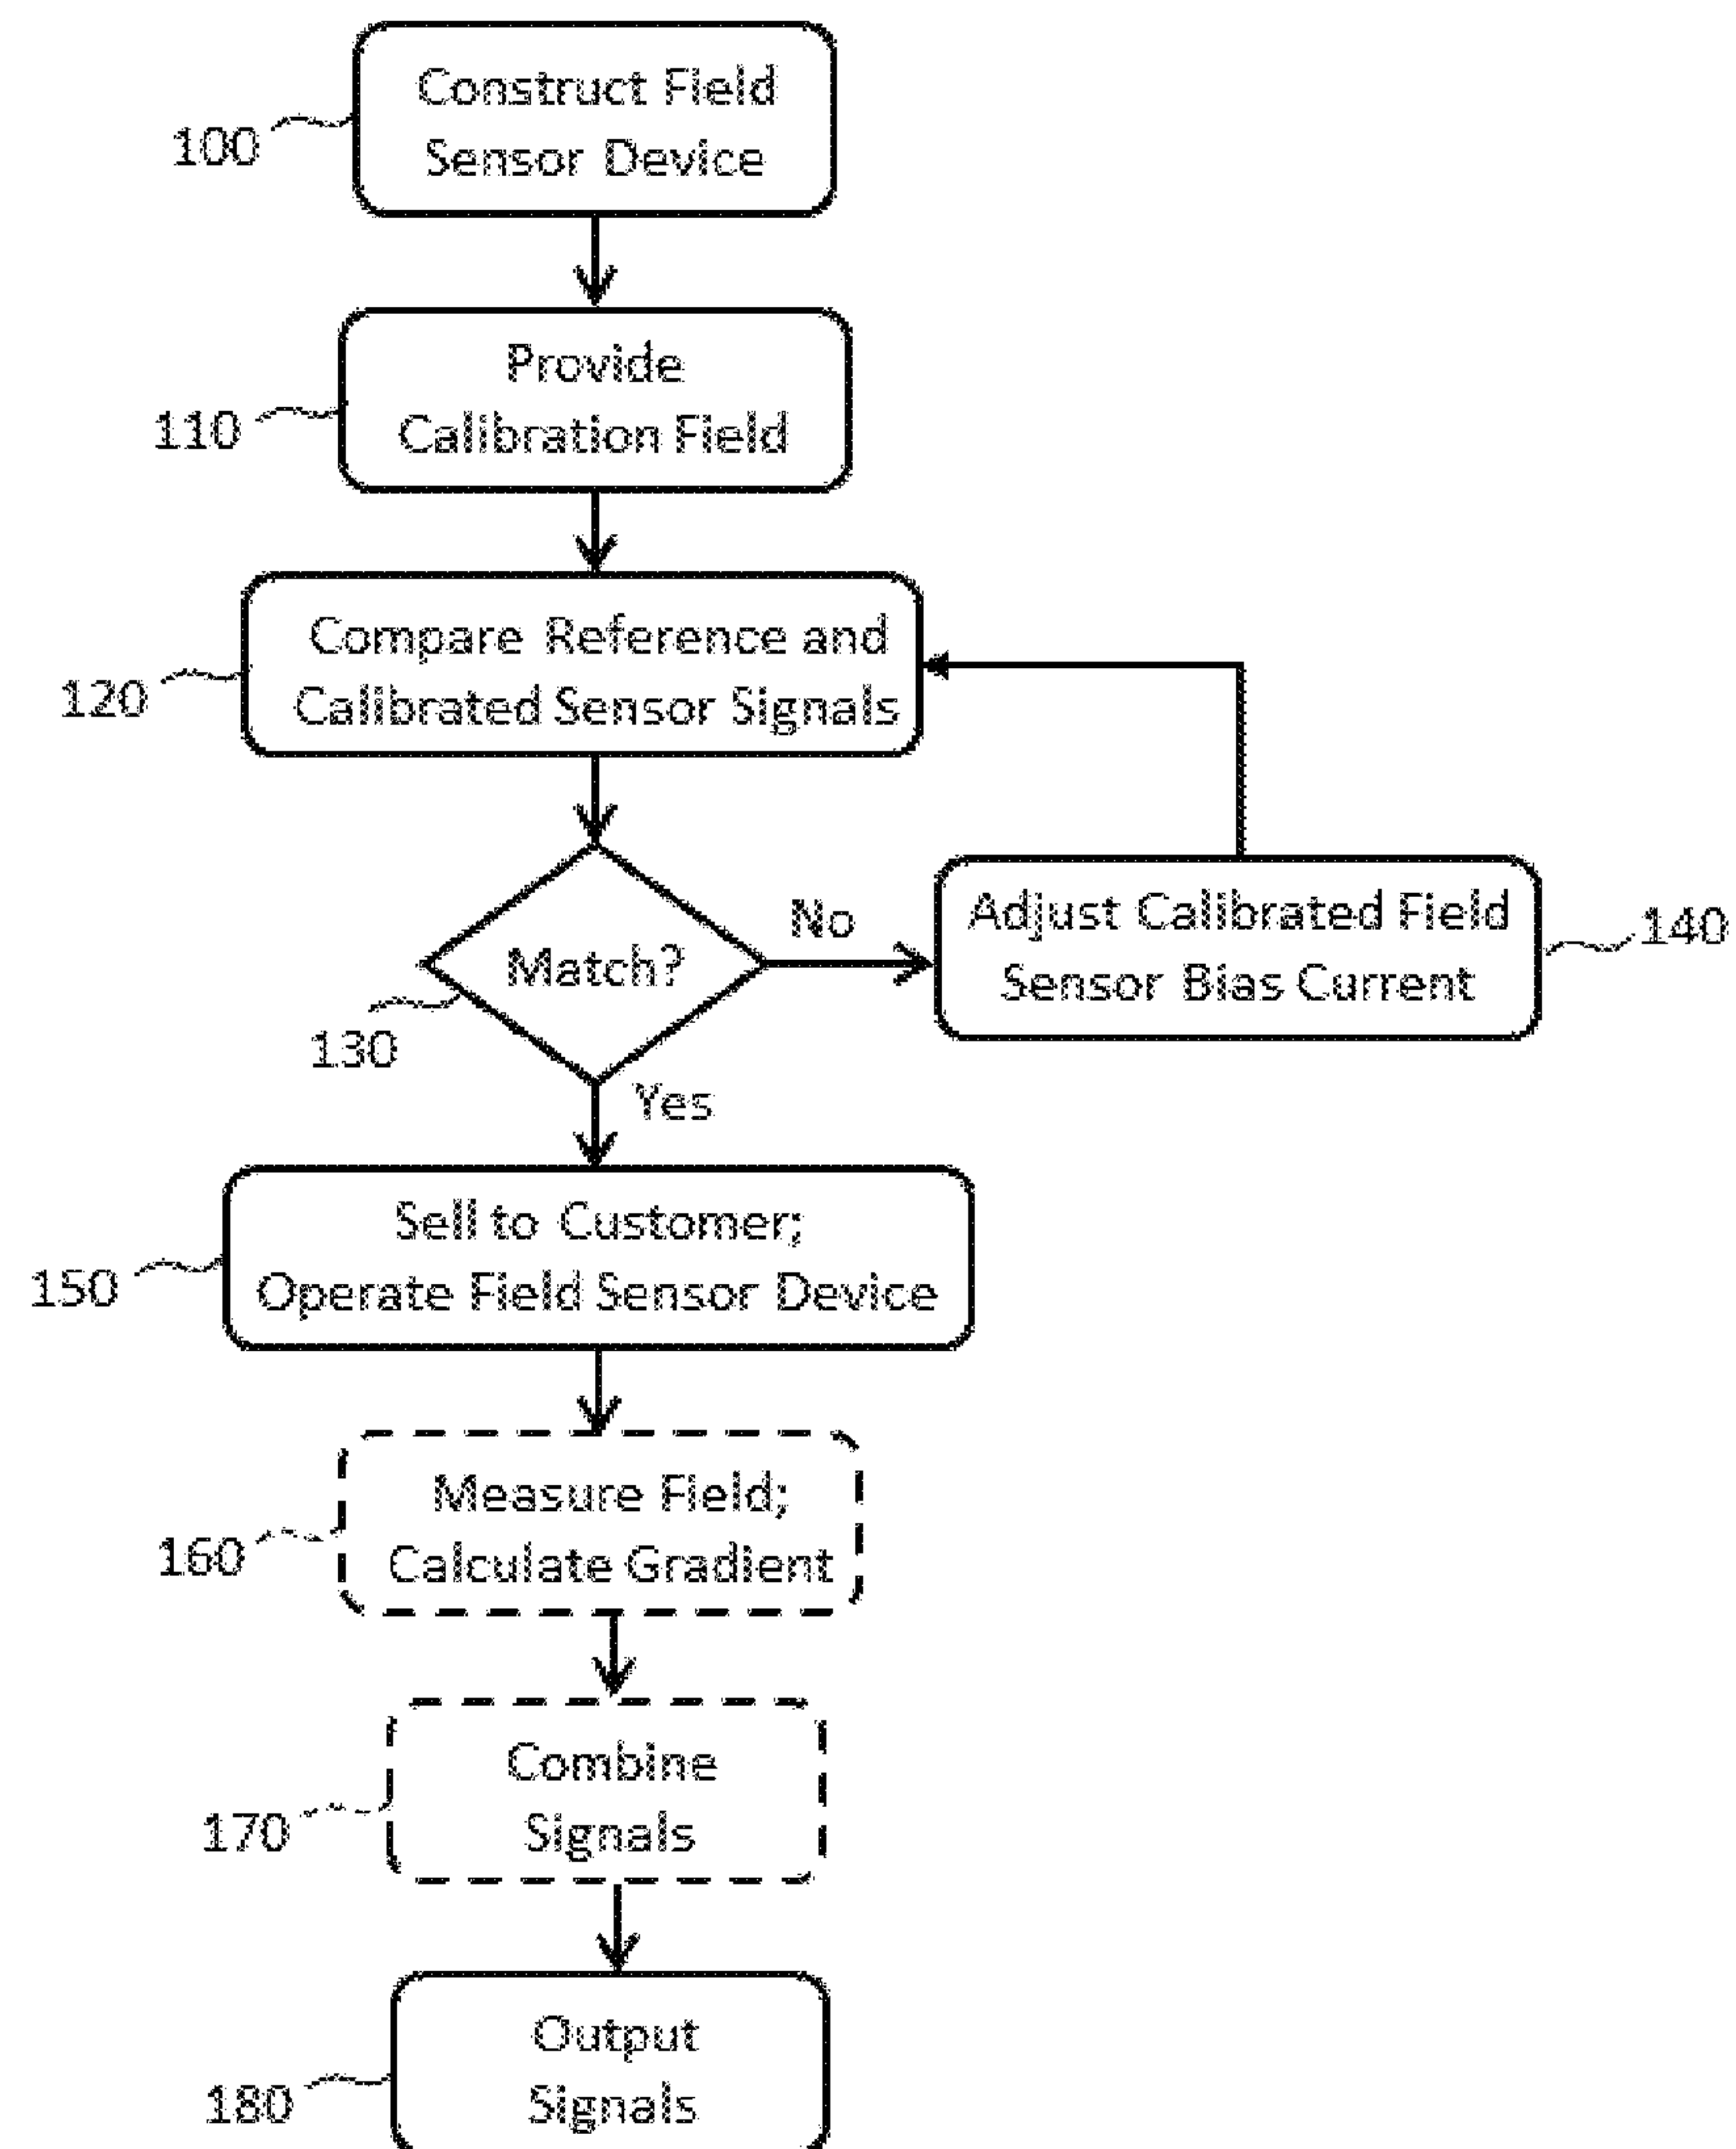 Construct Field
Sensor Device
100
Provide
Calibration Field
110
Compare Reference and
Calibrated Sensor Signals
120
Match?
130
No
Adjust Calibrated Field
Sensor Bias Current
140
Yes
Sell to Customer;
Operate Field Sensor Device
150
Measure Field;
Calculate Gradient
160
Combine
Signals
170
Output
Signals
180